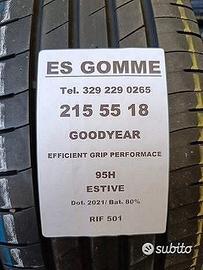 ES GOMME
Tel. 329 229 0265
215 55 18
GOODYEAR
EFFICIENT GRIP PERFORMACE
95H
ESTIVE
Dot. 2021/ Bat. 80%
RIF 501
subito